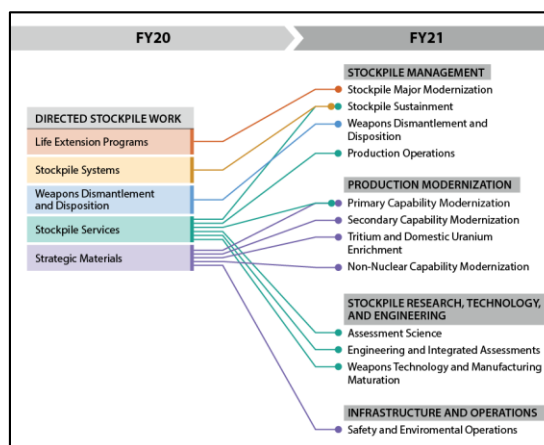 FY20
FY21
DIRECTED STOCKPILE WORK
Life Extension Programs
Stockpile Systems
Weapons Dismantlement
and Disposition
Stockpile Services
Strategic Materials
STOCKPILE MANAGEMENT
Stockpile Major Modernization
Stockpile Sustainment
Weapons Dismantlement and
Disposition
Production Operations
PRODUCTION MODERNIZATION
Primary Capability Modernization
Secondary Capability Modernization
Tritium and Domestic Uranium
Enrichment
Non-Nuclear Capability Modernization
STOCKPILE RESEARCH, TECHNOLOGY,
AND ENGINEERING
Assessment Science
Engineering and Integrated Assessments
Weapons Technology and Manufacturing
Maturation
INFRASTRUCTURE AND OPERATIONS
Safety and Enviromental Operations